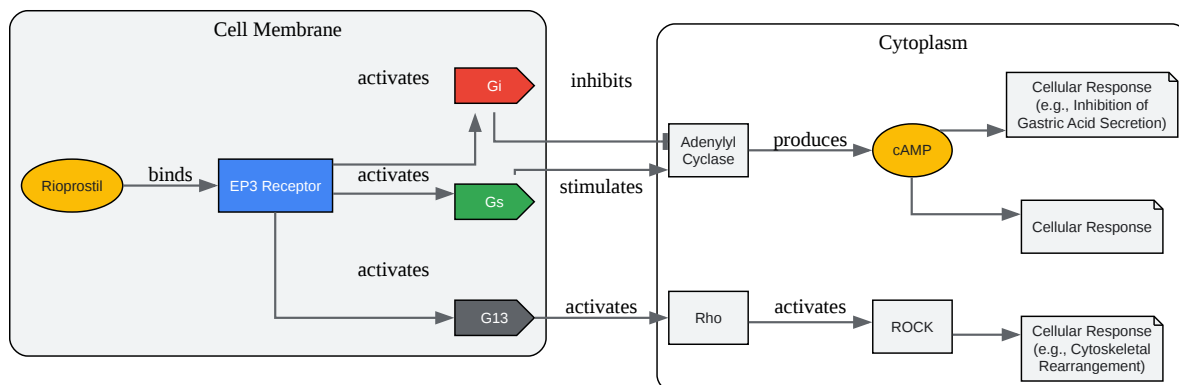 Cell Membrane
Cytoplasm
activates
Gi
inhibits
Cellular Response
(e.g., Inhibition of
Gastric Acid Secretion)
Adenylyl
Cyclase
produces
cAMP
Rioprostil
binds
EP3 Receptor
activates
Gs
stimulates
Cellular Response
activates
G13
activates
Rho
activates
ROCK
Cellular Response
(e.g., Cytoskeletal
Rearrangement)